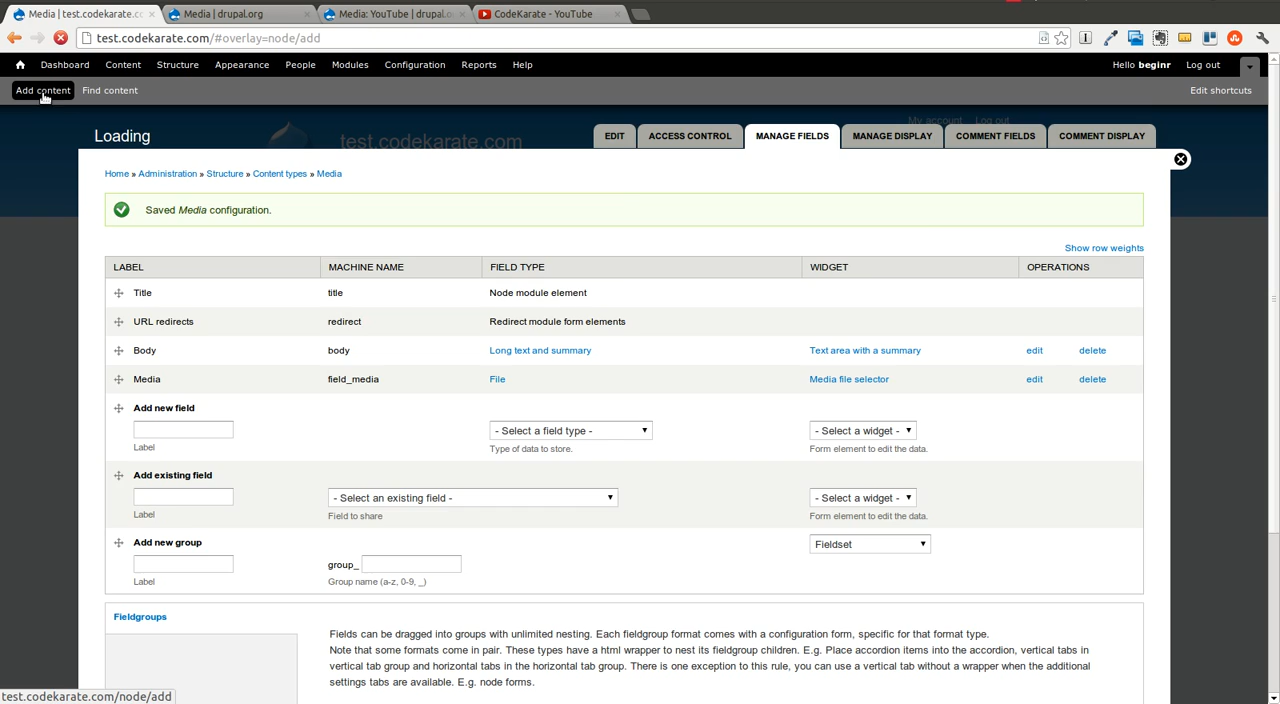 Media | test.codekarate.c
Media | drupal.org
Media: YouTube | drupal.o
CodeKarate - YouTube
test.codekarate.com/#overlay=node/add
Dashboard Content Structure Appearance People Modules Configuration Reports Help
Hello beginr Log out
Add content Find content
Edit shortcuts
My account Log out
Loading
test.codekarate.com
EDIT ACCESS CONTROL MANAGE FIELDS MANAGE DISPLAY COMMENT FIELDS COMMENT DISPLAY
Home » Administration » Structure » Content types » Media
Saved Media configuration.
Show row weights
LABEL MACHINE NAME FIELD TYPE WIDGET OPERATIONS
Title title Node module element
URL redirects redirect Redirect module form elements
Body body Long text and summary Text area with a summary edit delete
Media field_media File Media file selector edit delete
Add new field
- Select a field type - - Select a widget -
Label Type of data to store. Form element to edit the data.
Add existing field
- Select an existing field - - Select a widget -
Label Field to share Form element to edit the data.
Add new group
Fieldset
group_
Label Group name (a-z, 0-9, _)
Fieldgroups
Fields can be dragged into groups with unlimited nesting. Each fieldgroup format comes with a configuration form, specific for that format type.
Note that some formats come in pair. These types have a html wrapper to nest its fieldgroup children. E.g. Place accordion items into the accordion, vertical tabs in
vertical tab group and horizontal tabs in the horizontal tab group. There is one exception to this rule, you can use a vertical tab without a wrapper when the additional
settings tabs are available. E.g. node forms.
test.codekarate.com/node/add